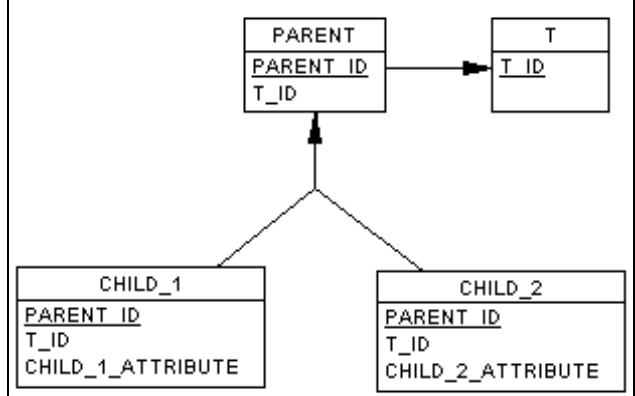 PARENT
PARENT_ID
T_ID
T
T_ID
CHILD_1
PARENT_ID
T_ID
CHILD_1_ATTRIBUTE
CHILD_2
PARENT_ID
T_ID
CHILD_2_ATTRIBUTE